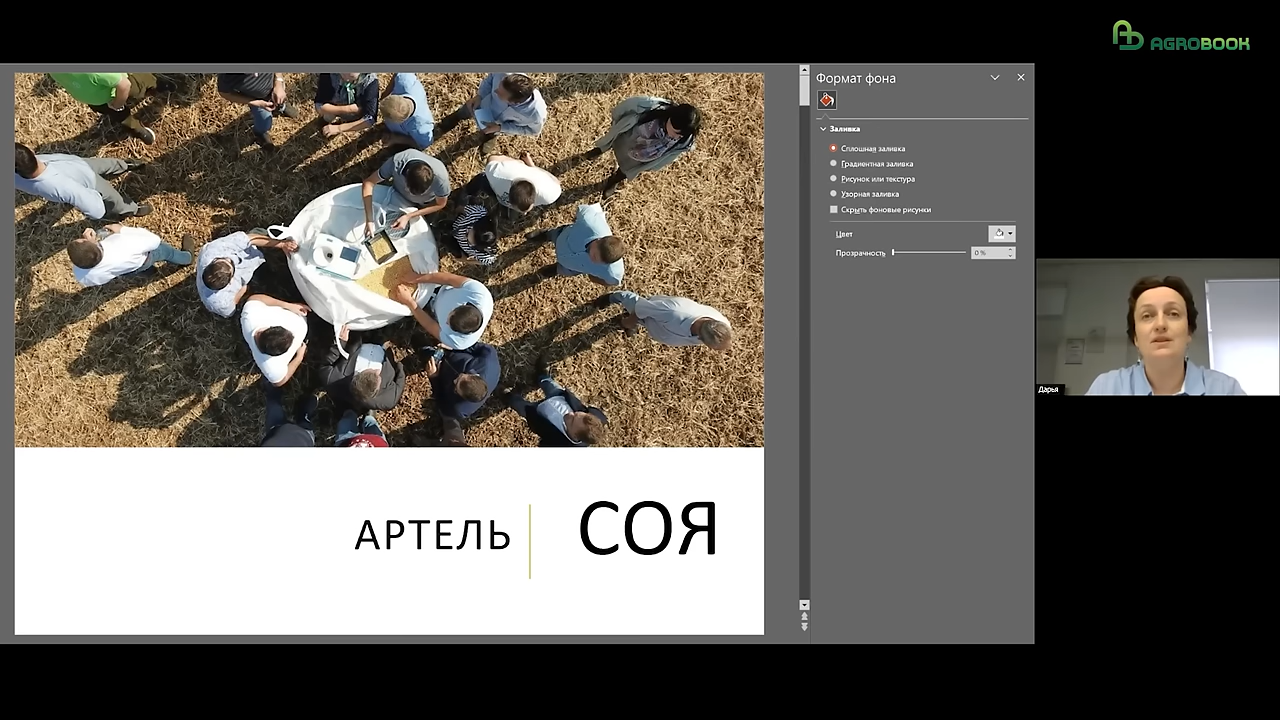 AGROBOOK
Формат фона
Заливка
Сплошная заливка
Градиентная заливка
Рисунок или текстура
Узорная заливка
Скрыть фоновые рисунки
Цвет
Прозрачность 0 %
Дарья
АРТЕЛЬ СОЯ